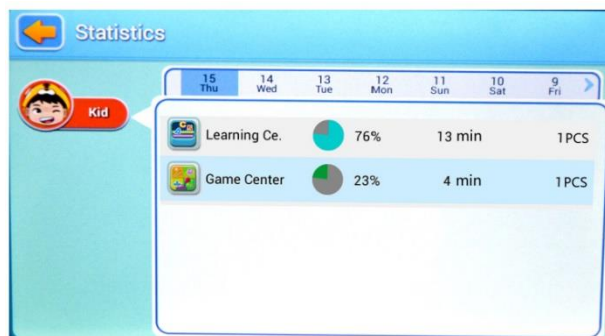 Statistics
15 14 13 12 11 10 9
Thu Wed Tue Mon Sun Sat Fri
Kid
Learning Ce. 76% 13 min 1PCS
Game Center 23% 4 min 1PCS